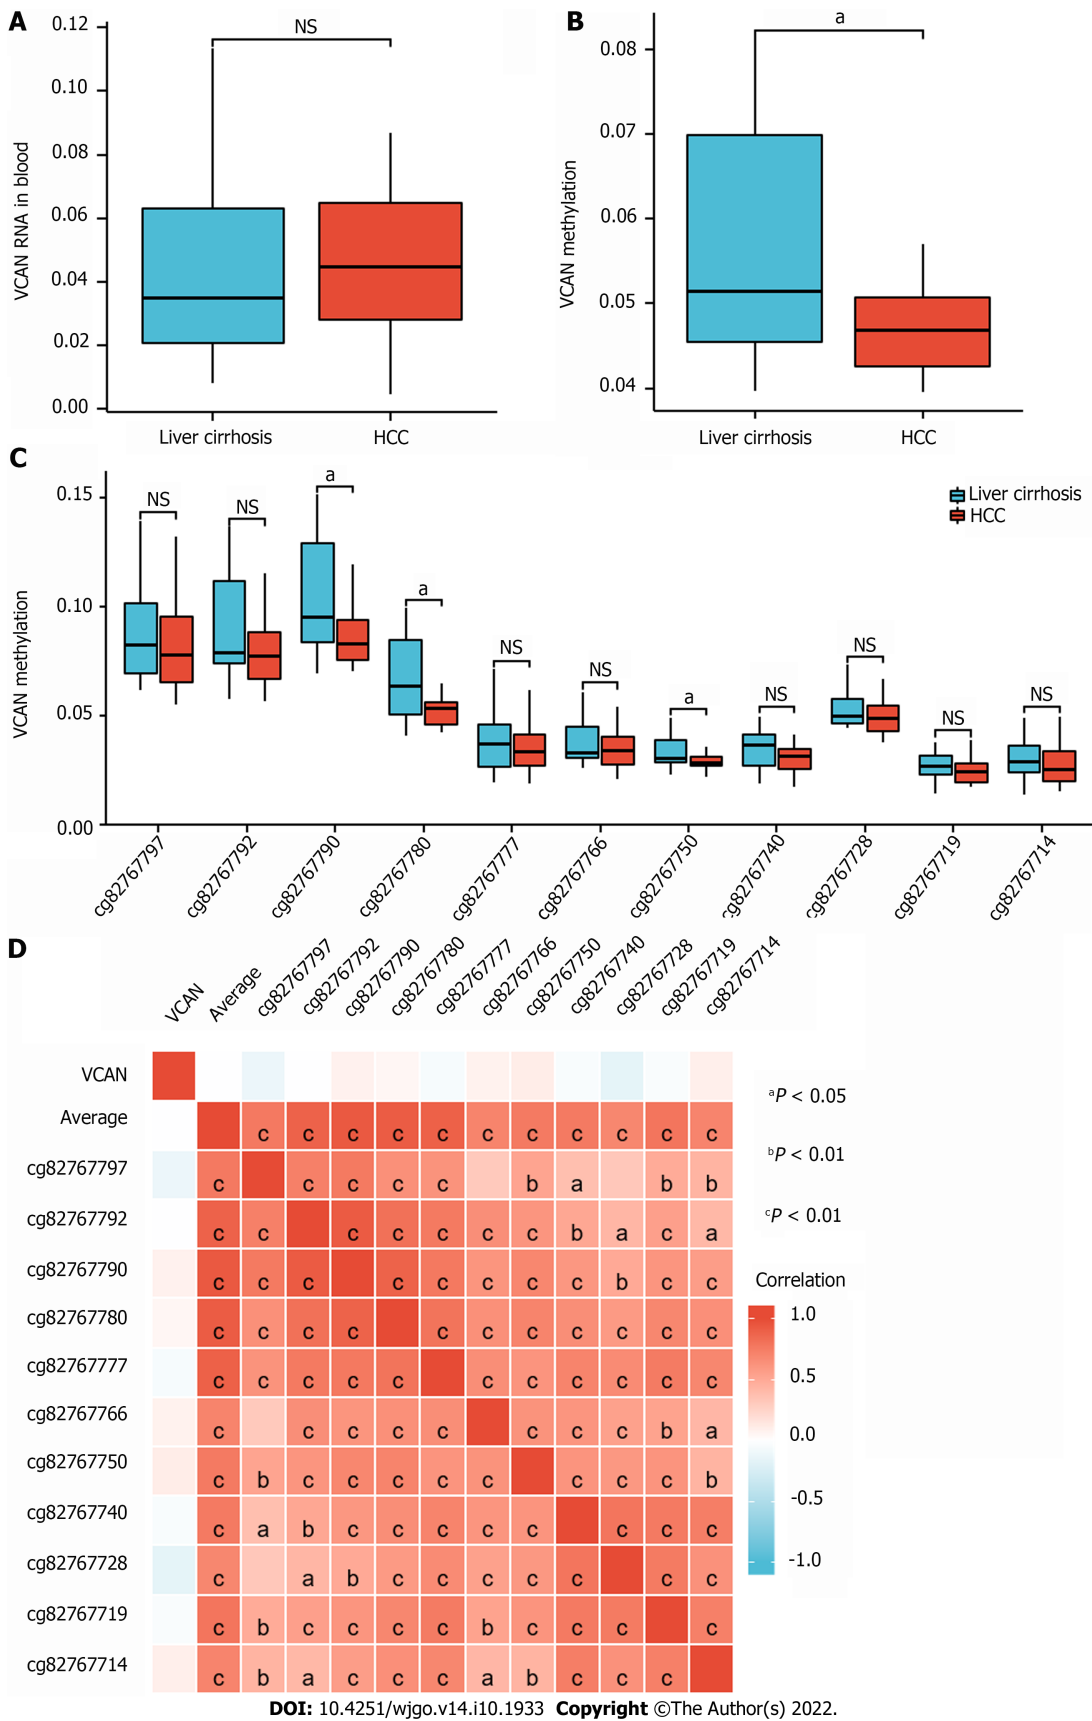 A
NS
0.12
0.10
0.08
0.06
0.04
0.02
0.00
VCAN RNA in blood
Liver cirrhosis
HCC
B
a
0.08
0.07
0.06
0.05
0.04
VCAN methylation
Liver cirrhosis
HCC
C
0.15
0.10
0.05
0.00
VCAN methylation
NS
NS
a
a
NS
NS
a
NS
NS
NS
NS
Liver cirrhosis
HCC
cg82767797
cg82767792
cg82767790
cg82767780
cg82767777
cg82767766
cg82767750
cg82767740
cg82767728
cg82767719
cg82767714
D
VCAN
Average
cg82767797
cg82767792
cg82767790
cg82767780
cg82767777
cg82767766
cg82767750
cg82767740
cg82767728
cg82767719
cg82767714
VCAN
Average c c c c c c c c c c c
cg82767797 c c c c c b a b b
cg82767792 c c c c c c c b a c a
cg82767790 c c c c c c c c b c c
cg82767780 c c c c c c c c c c c
cg82767777 c c c c c c c c c c c
cg82767766 c c c c c c c c b a
cg82767750 c b c c c c c c c c b
cg82767740 c a b c c c c c c c c
cg82767728 c a b c c c c c c c
cg82767719 c b c c c c b c c c c
cg82767714 c b a c c c a b c c c
aP < 0.05
bP < 0.01
cP < 0.01
Correlation
1.0
0.5
0.0
-0.5
-1.0
DOI: 10.4251/wjgo.v14.i10.1933 Copyright ©The Author(s) 2022.